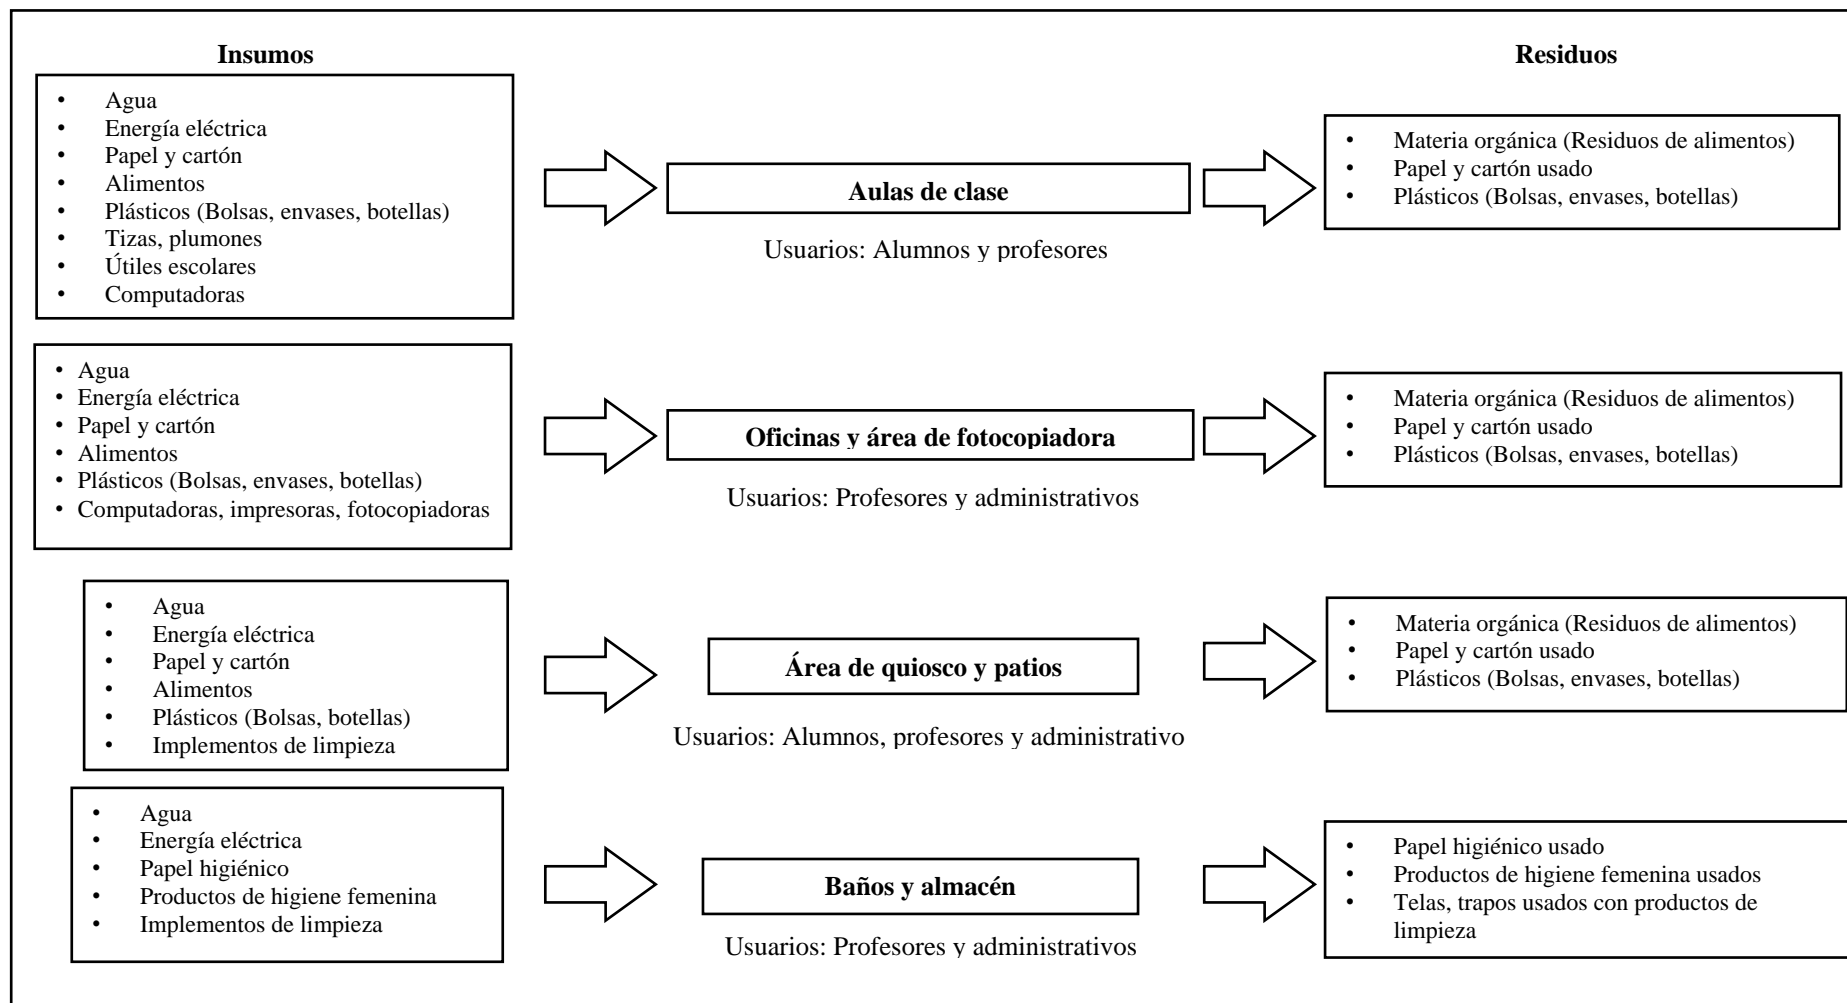 Insumos
Residuos
• Agua
• Energía eléctrica
• Papel y cartón
• Alimentos
• Plásticos (Bolsas, envases, botellas)
• Tizas, plumones
• Útiles escolares
• Computadoras
Aulas de clase
Usuarios: Alumnos y profesores
• Materia orgánica (Residuos de alimentos)
• Papel y cartón usado
• Plásticos (Bolsas, envases, botellas)
• Agua
• Energía eléctrica
• Papel y cartón
• Alimentos
• Plásticos (Bolsas, envases, botellas)
• Computadoras, impresoras, fotocopiadoras
Oficinas y área de fotocopiadora
Usuarios: Profesores y administrativos
• Materia orgánica (Residuos de alimentos)
• Papel y cartón usado
• Plásticos (Bolsas, envases, botellas)
• Agua
• Energía eléctrica
• Papel y cartón
• Alimentos
• Plásticos (Bolsas, botellas)
• Implementos de limpieza
Área de quiosco y patios
Usuarios: Alumnos, profesores y administrativo
• Materia orgánica (Residuos de alimentos)
• Papel y cartón usado
• Plásticos (Bolsas, envases, botellas)
• Agua
• Energía eléctrica
• Papel higiénico
• Productos de higiene femenina
• Implementos de limpieza
Baños y almacén
Usuarios: Profesores y administrativos
• Papel higiénico usado
• Productos de higiene femenina usados
• Telas, trapos usados con productos de
limpieza